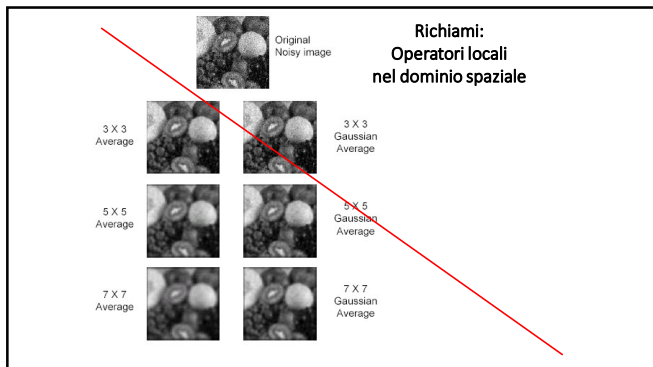 Richiami:
Operatori locali
nel dominio spaziale
Original
Noisy image
3 X 3
Average
3 X 3
Gaussian
Average
5 X 5
Average
5 X 5
Gaussian
Average
7 X 7
Average
7 X 7
Gaussian
Average